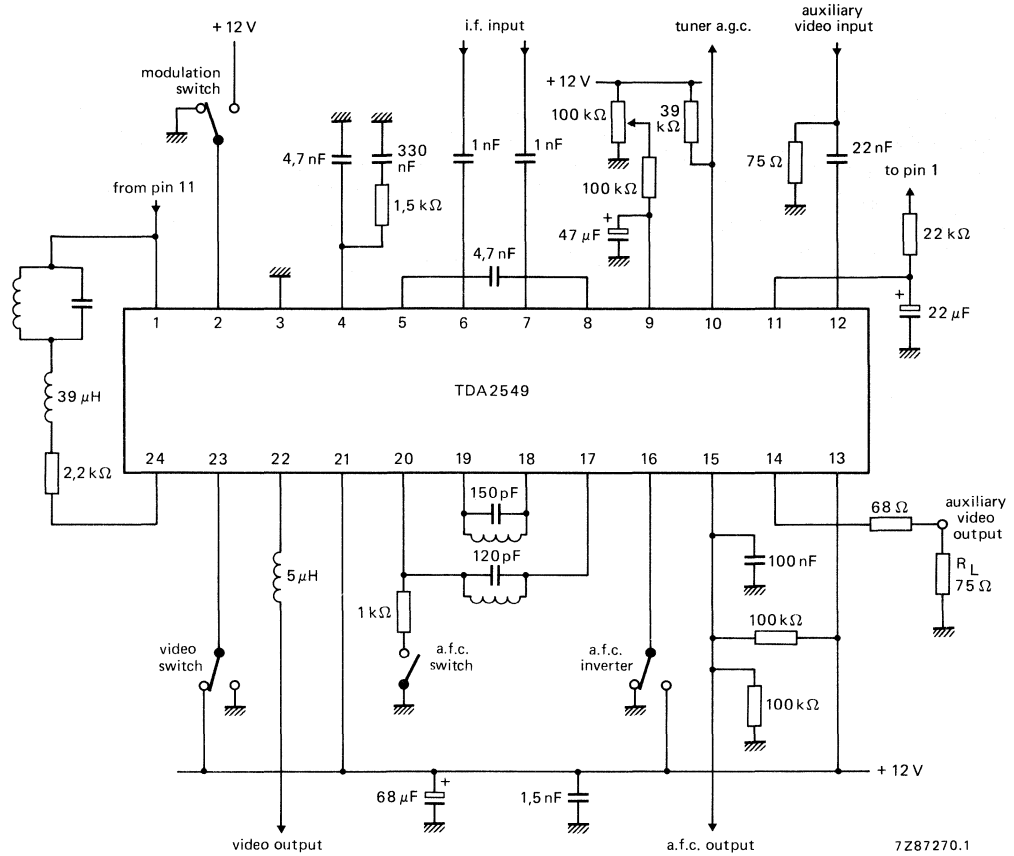 auxiliary
video input
i.f. input
tuner a.g.c.
+12 V
modulation
switch
+12 V
100 kΩ
39
kΩ
4,7 nF
330
nF
1 nF
1 nF
75 Ω
22 nF
to pin 1
from pin 11
1,5 kΩ
100 kΩ
47 µF
+
22 kΩ
4,7 nF
+
22 µF
1 2 3 4 5 6 7 8 9 10 11 12
TDA2549
39 µH
2,2 kΩ
24 23 22 21 20 19 18 17 16 15 14 13
150 pF
68 Ω
auxiliary
video
output
120 pF
5 µH
100 nF
RL
75 Ω
1 kΩ
100 kΩ
video
switch
a.f.c.
switch
a.f.c.
inverter
100 kΩ
+12 V
68 µF
+
1,5 nF
video output
a.f.c. output
7Z87270.1